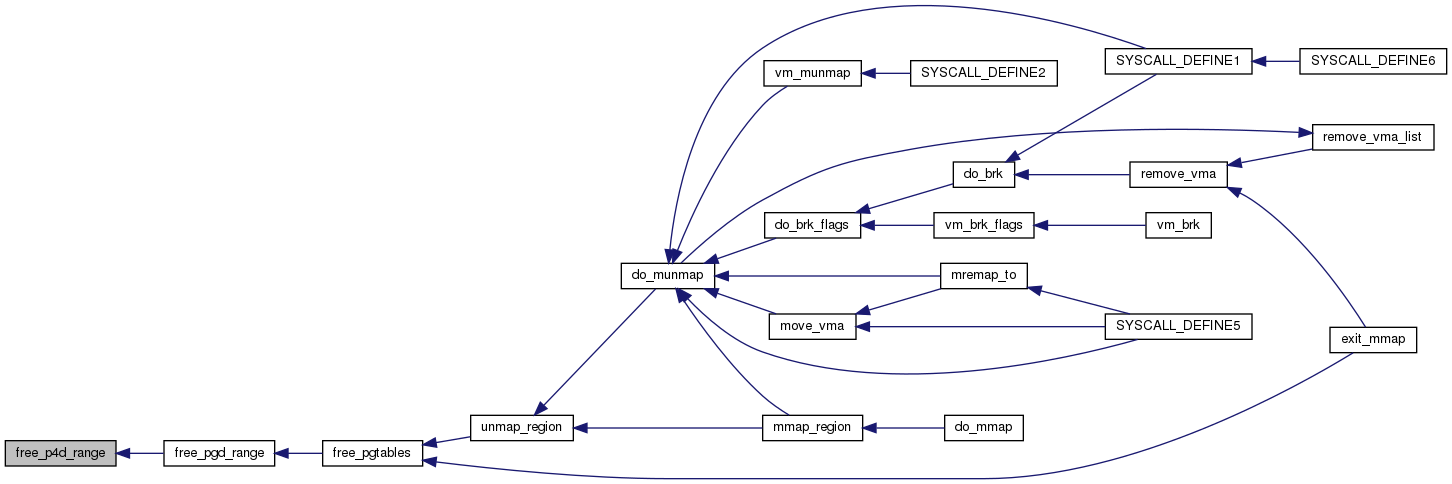 SYSCALL_DEFINE1
SYSCALL_DEFINE6
vm_munmap
SYSCALL_DEFINE2
remove_vma_list
do_brk
remove_vma
do_brk_flags
vm_brk_flags
vm_brk
do_munmap
mremap_to
move_vma
SYSCALL_DEFINE5
exit_mmap
unmap_region
mmap_region
do_mmap
free_p4d_range
free_pgd_range
free_pgtables